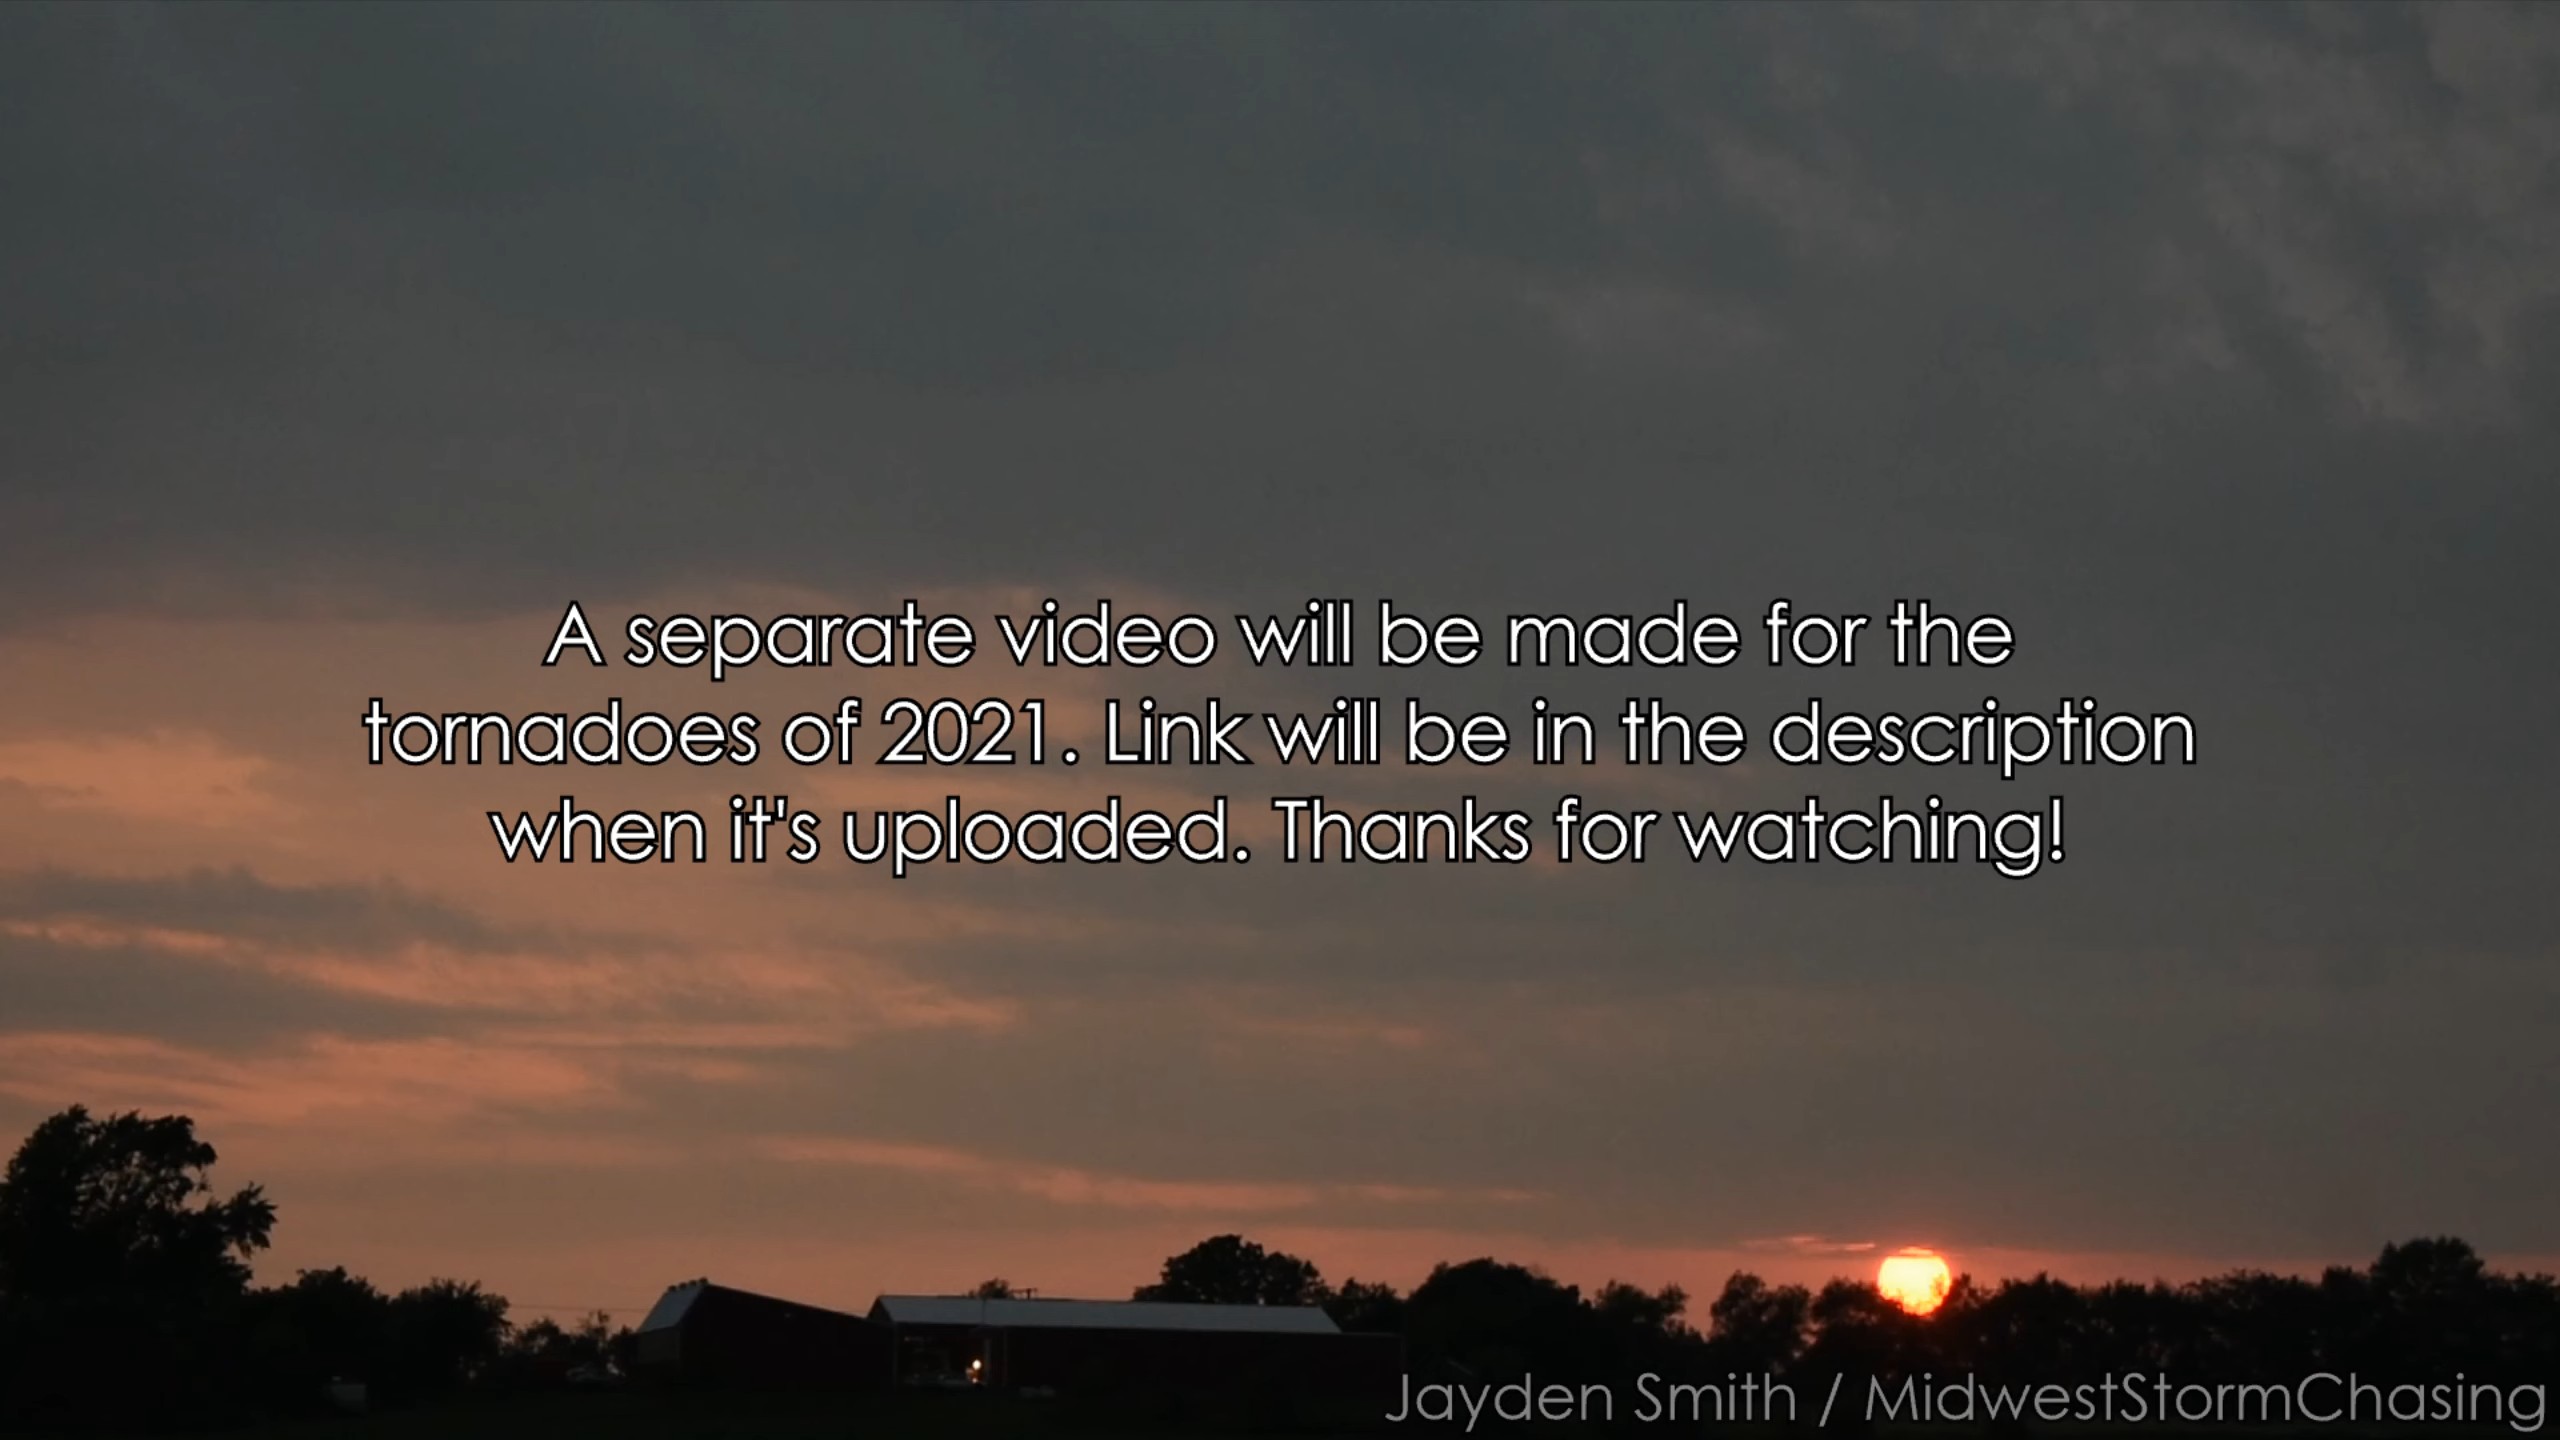 A separate video will be made for the
tornadoes of 2021. Link will be in the description
when it's uploaded. Thanks for watching!
Jayden Smith / MidwestStormChasing